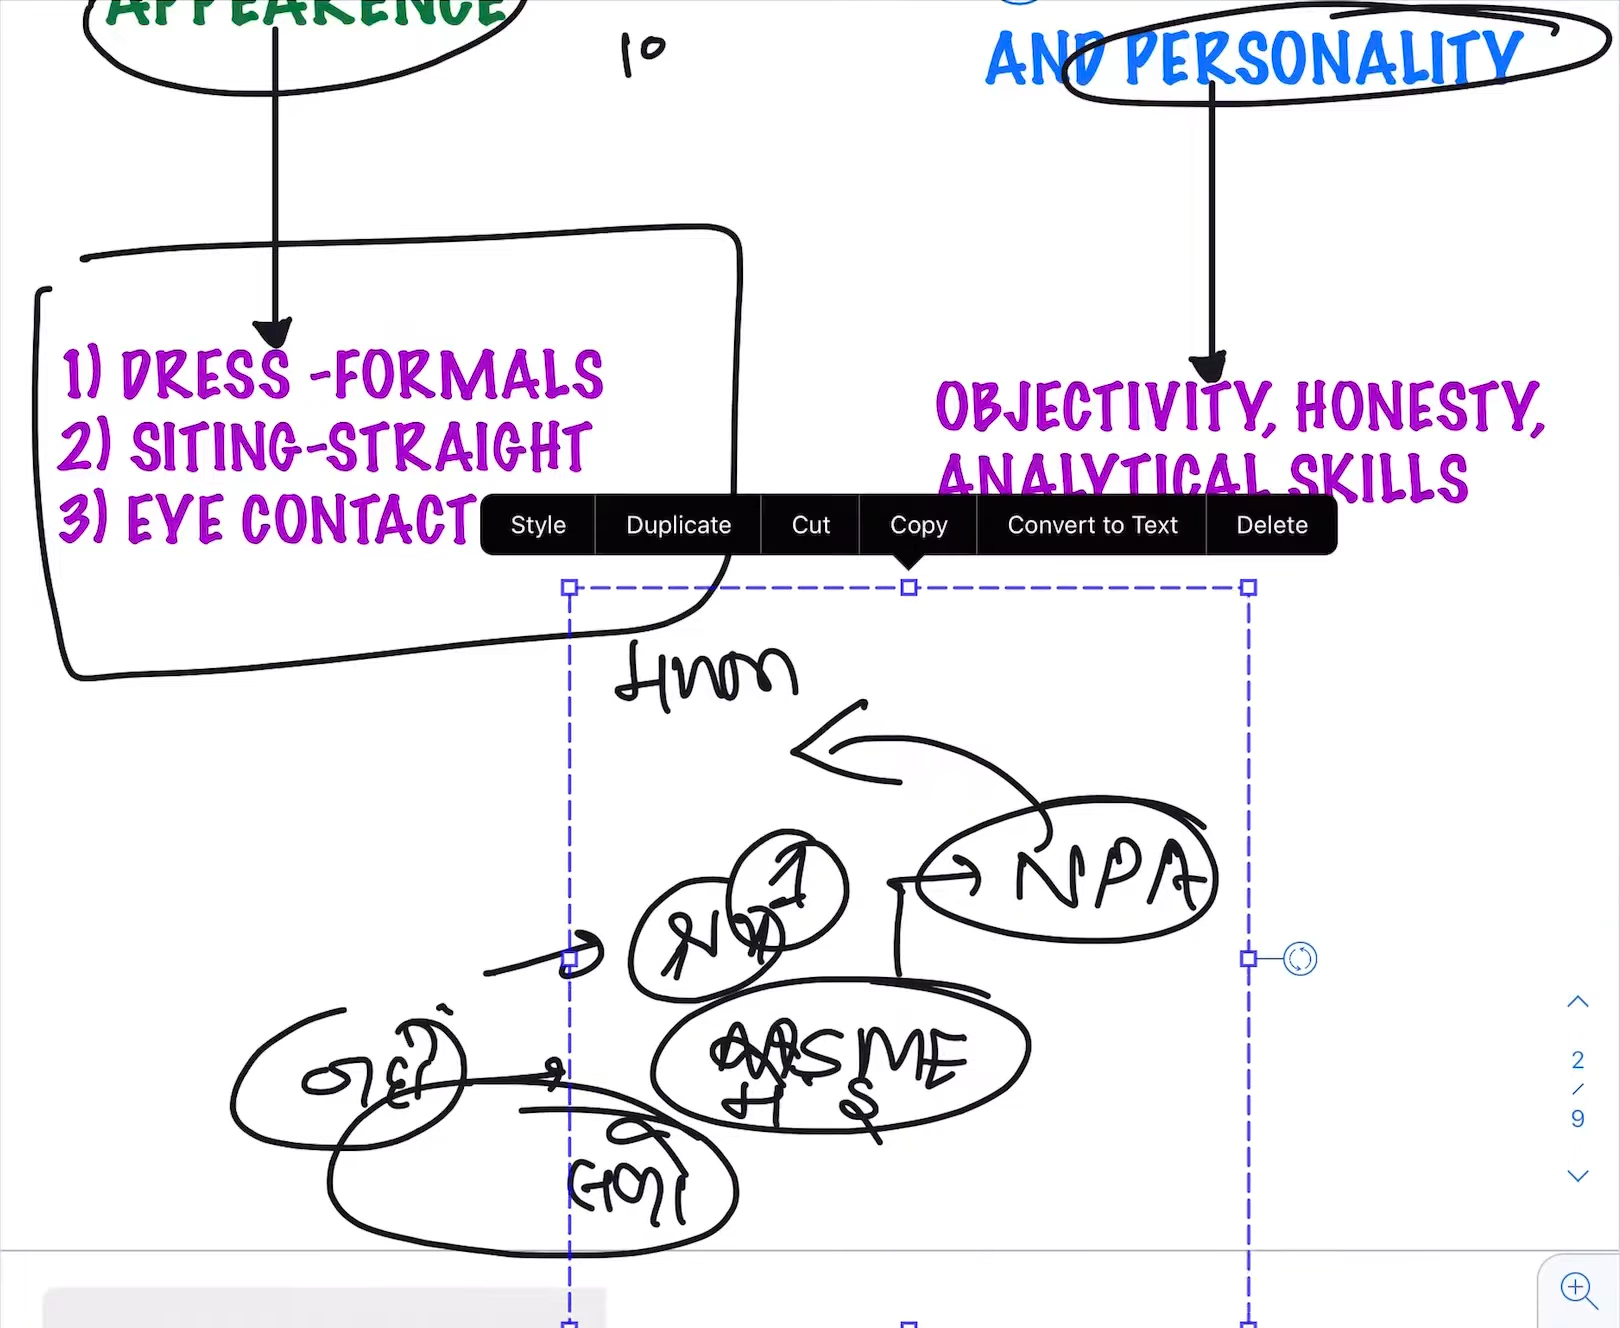 APPEARENCE
10
AND PERSONALITY
1) DRESS -FORMALS
2) SITING-STRAIGHT
3) EYE CONTACT
OBJECTIVITY, HONESTY,
ANALYTICAL SKILLS
Style Duplicate Cut Copy Convert to Text Delete
NPA
MSME
2
/
9